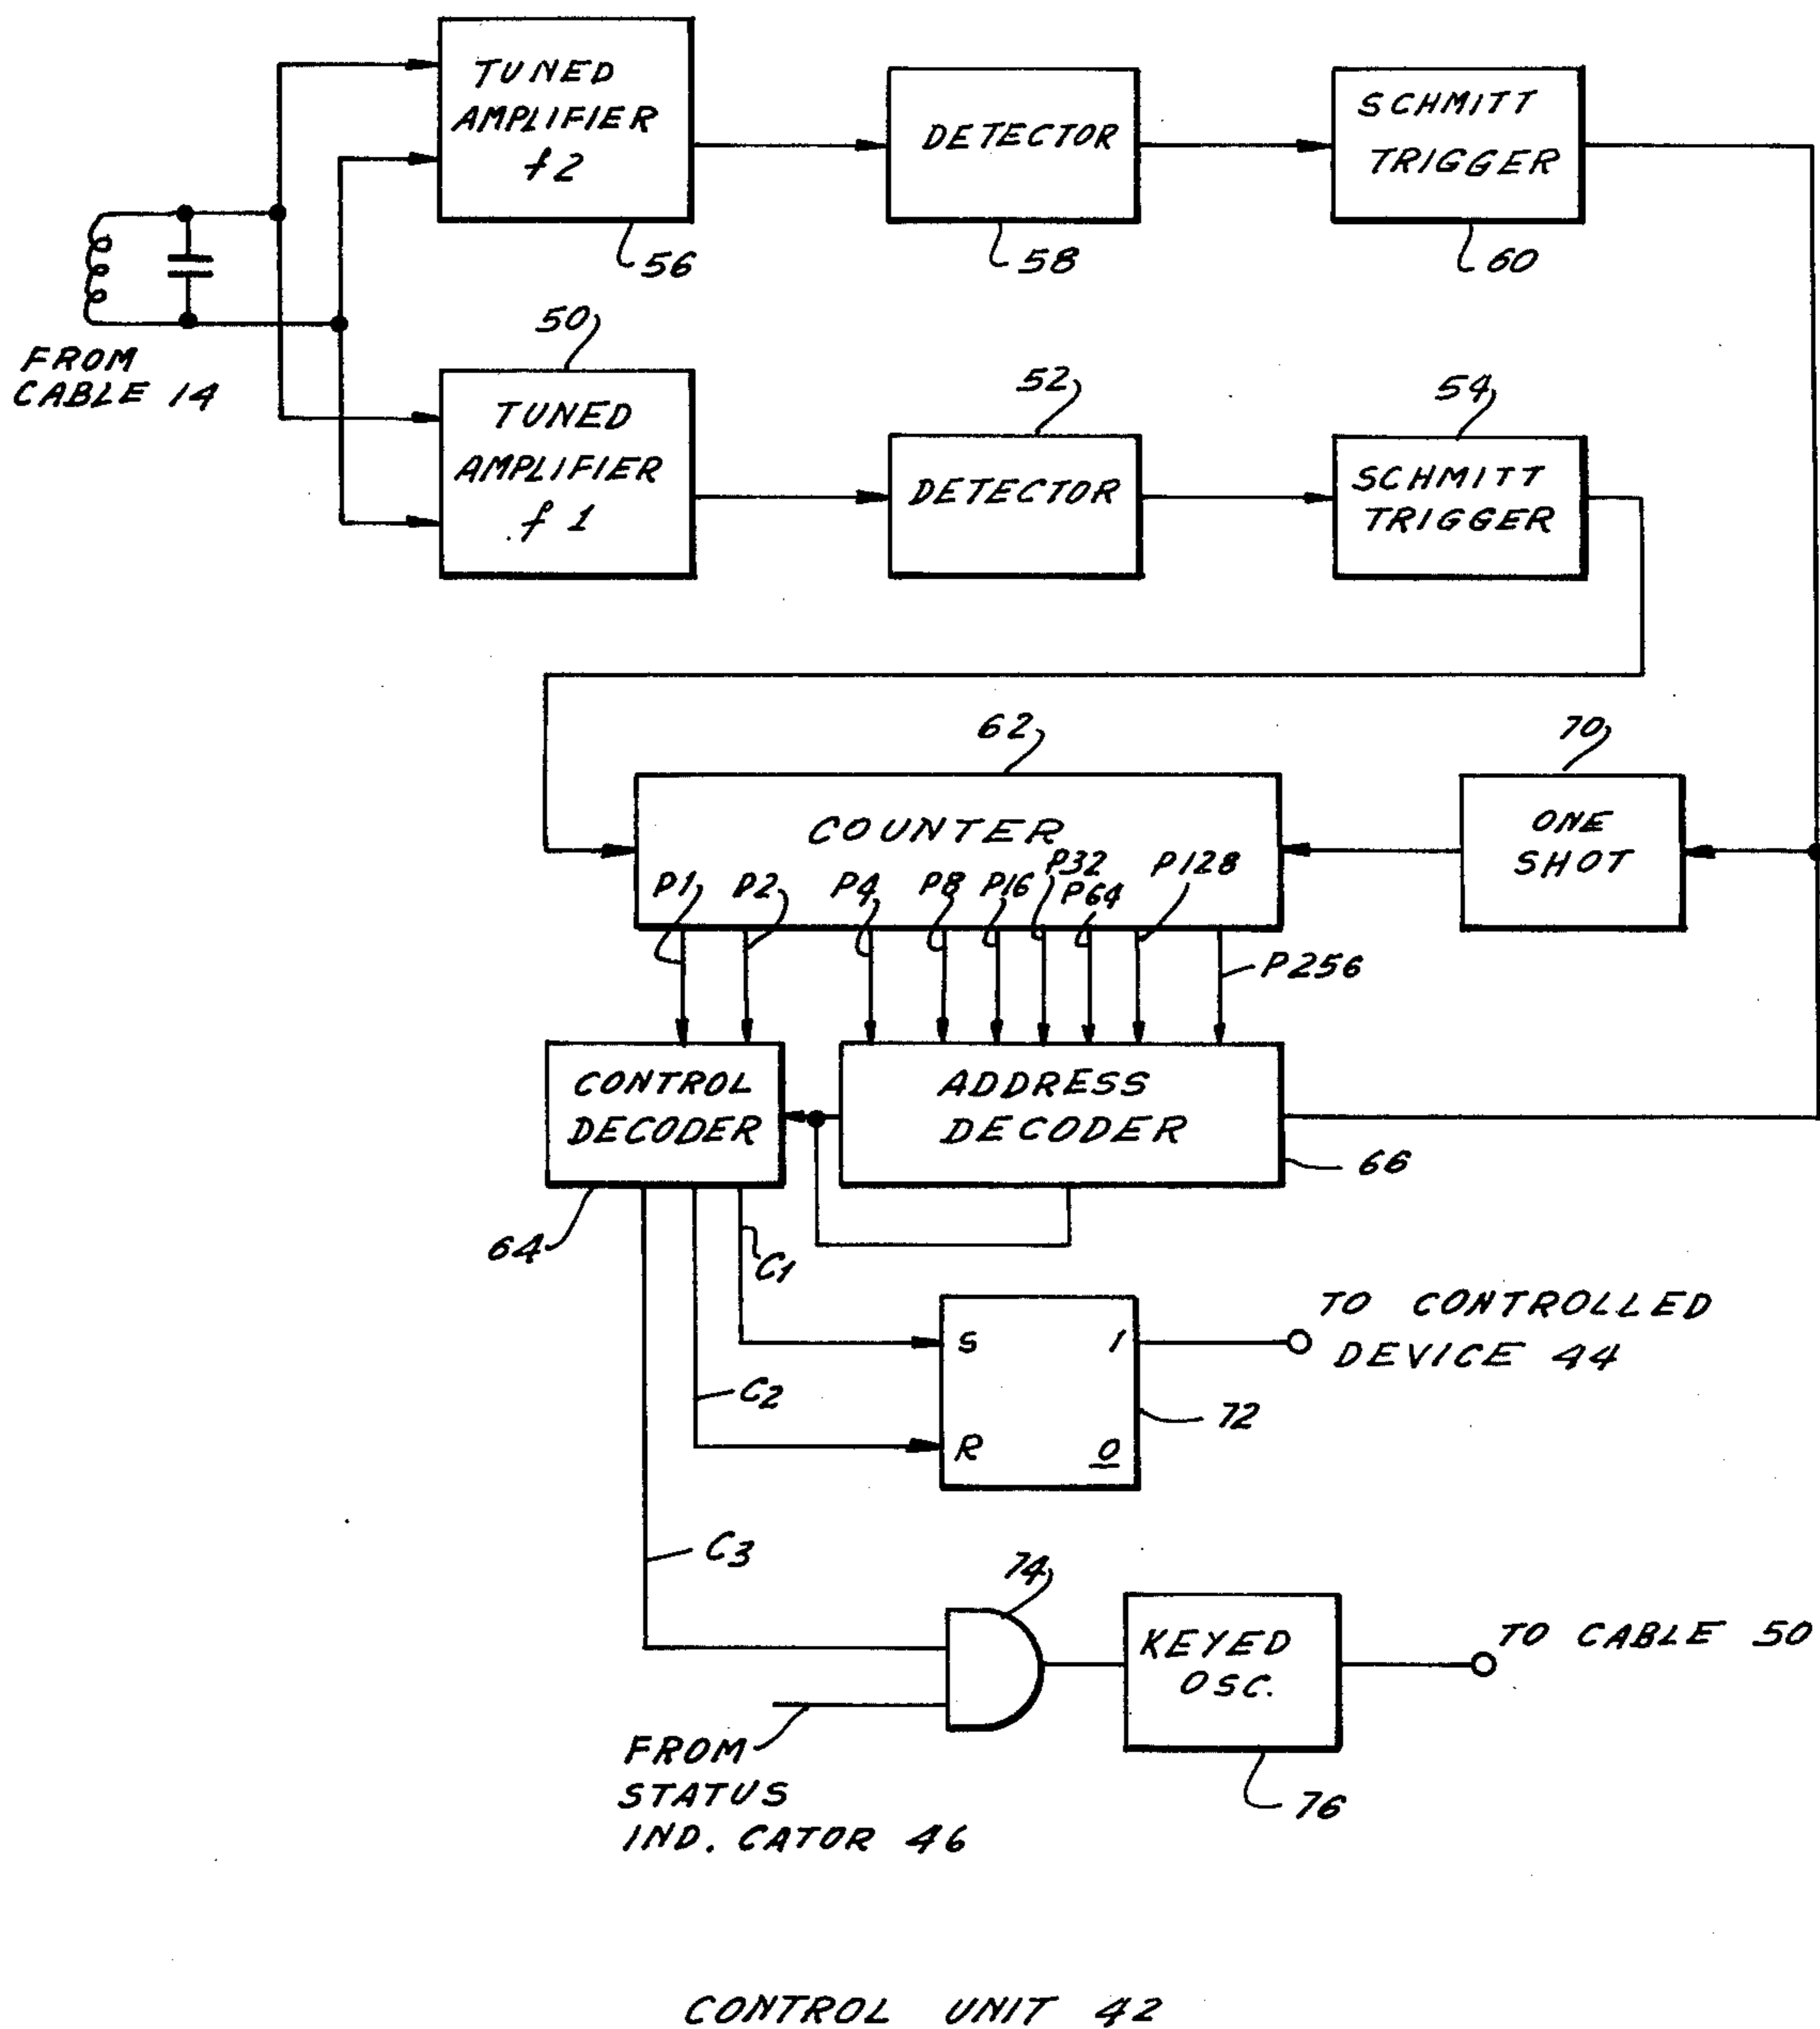 TUNED
AMPLIFIER
f2
56
DETECTOR
58
SCHMITT
TRIGGER
60
FROM
CABLE 14
50
TUNED
AMPLIFIER
f1
52
DETECTOR
54
SCHMITT
TRIGGER
62
COUNTER
P1
P2
P4
P8
P16
P32
P64
P128
P256
70
ONE
SHOT
CONTROL
DECODER
64
ADDRESS
DECODER
66
C1
C2
C3
S
1
R
0
72
TO CONTROLLED
DEVICE 44
74
KEYED
OSC.
76
TO CABLE 50
FROM
STATUS
IND. CATOR 46
CONTROL UNIT 42